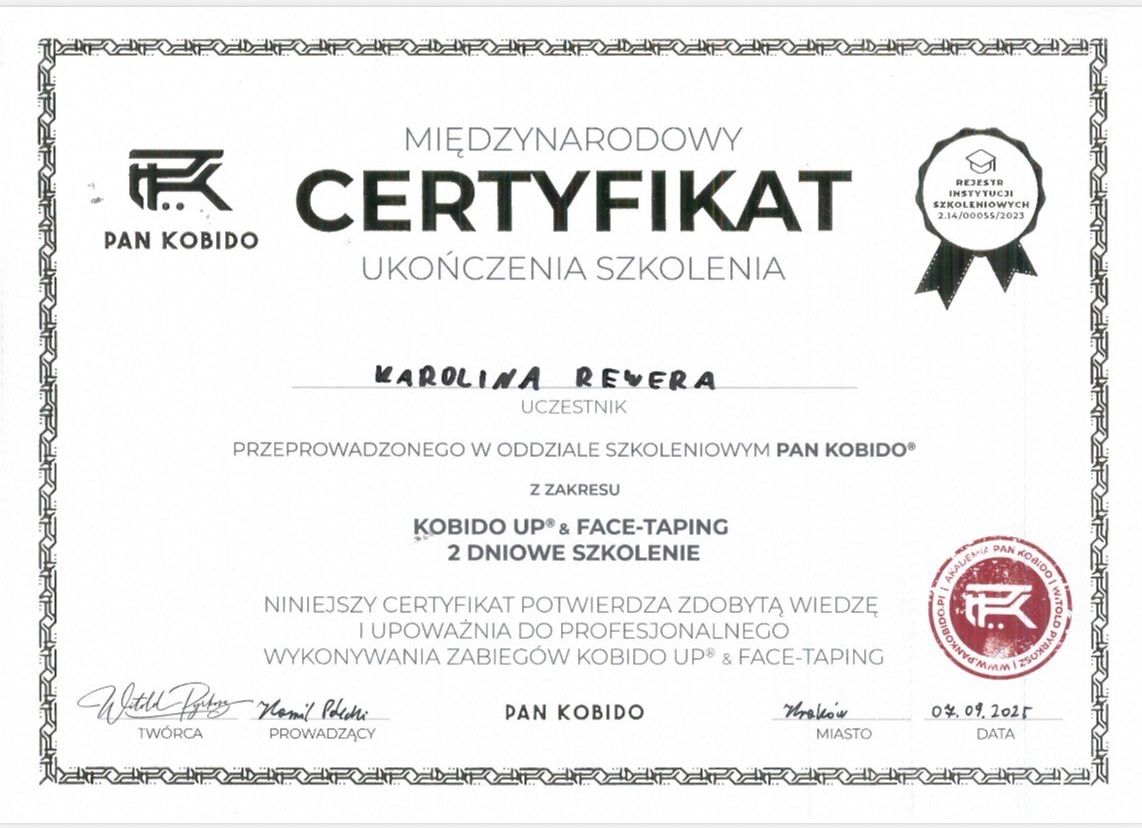 MIĘDZYNARODOWY
CERTYFIKAT
UKOŃCZENIA SZKOLENIA
PAN KOBIDO
REJESTR
INSTYTUCJI
SZKOLENIOWYCH
2.14/00055/2023
KAROLINA REWERA
UCZESTNIK
PRZEPROWADZONEGO W ODDZIALE SZKOLENIOWYM PAN KOBIDO®
Z ZAKRESU
KOBIDO UP® & FACE-TAPING
2 DNIOWE SZKOLENIE
NINIEJSZY CERTYFIKAT POTWIERDZA ZDOBYTĄ WIEDZĘ
I UPOWAŻNIA DO PROFESJONALNEGO
WYKONYWANIA ZABIEGÓW KOBIDO UP® & FACE-TAPING
AKADEMIA PAN KOBIDO | WITOLD PYRKOSZ | WWW.PANKOBIDO.PL |
Witold Pyrkosz
TWÓRCA
Kamil
PROWADZĄCY
PAN KOBIDO
Kraków
MIASTO
07.09.2025
DATA